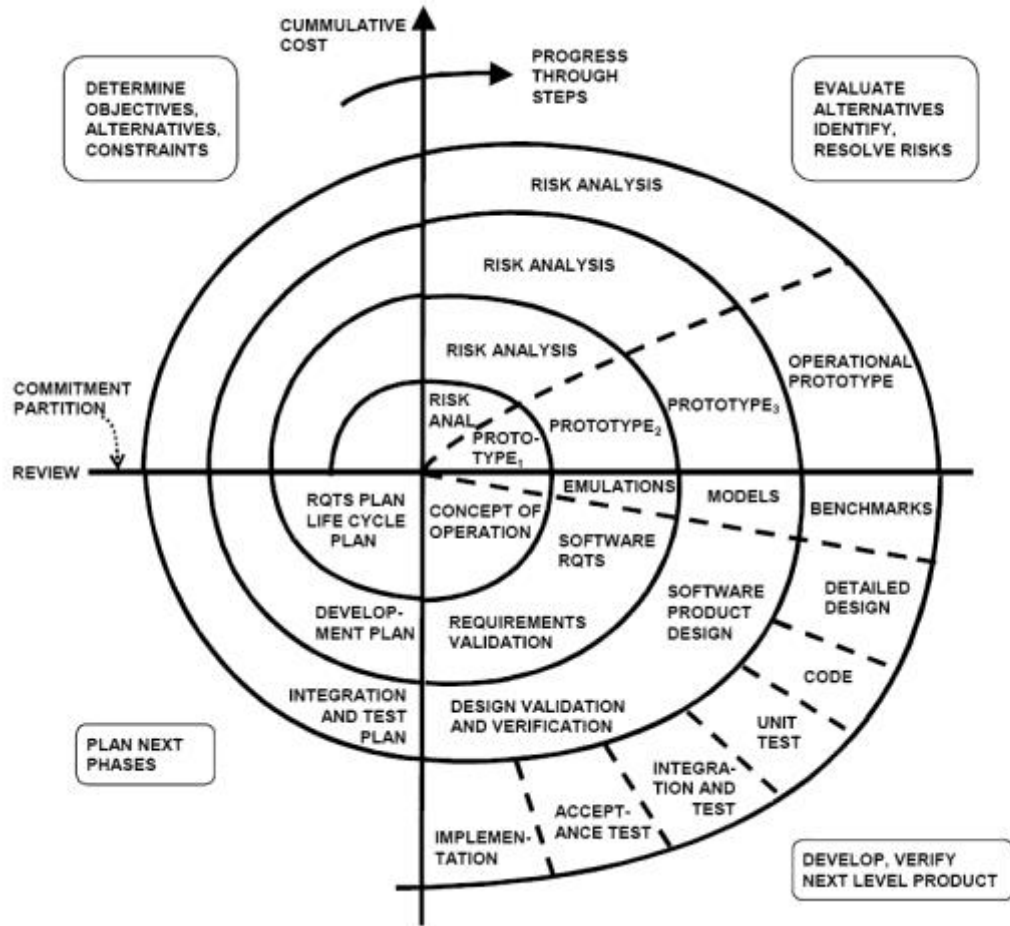 CUMMULATIVE
COST
PROGRESS
THROUGH
STEPS
DETERMINE
OBJECTIVES,
ALTERNATIVES,
CONSTRAINTS
EVALUATE
ALTERNATIVES
IDENTIFY,
RESOLVE RISKS
RISK ANALYSIS
RISK ANALYSIS
RISK ANALYSIS
RISK
ANAL
COMMITMENT
PARTITION
REVIEW
PROTO-
TYPE1
PROTOTYPE2
PROTOTYPE3
OPERATIONAL
PROTOTYPE
EMULATIONS
MODELS
BENCHMARKS
RQTS PLAN
LIFE CYCLE
PLAN
CONCEPT OF
OPERATION
SOFTWARE
RQTS
SOFTWARE
PRODUCT
DESIGN
DETAILED
DESIGN
DEVELOP-
MENT PLAN
REQUIREMENTS
VALIDATION
CODE
INTEGRATION
AND TEST
PLAN
DESIGN VALIDATION
AND VERIFICATION
UNIT
TEST
PLAN NEXT
PHASES
INTEGRA-
TION AND
TEST
ACCEPT-
ANCE TEST
IMPLEMEN-
TATION
DEVELOP, VERIFY
NEXT LEVEL PRODUCT